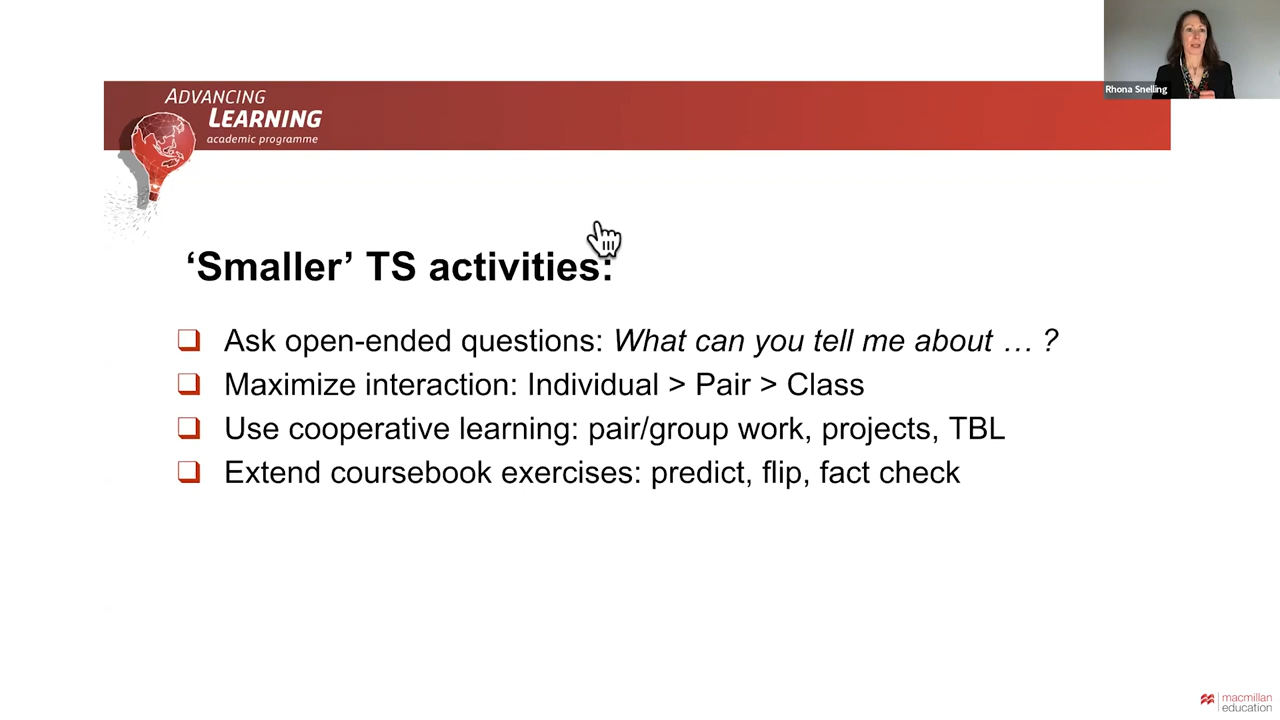 Rhona Snelling
ADVANCING
LEARNING
academic programme
‘Smaller’ TS activities:
❑ Ask open-ended questions: What can you tell me about … ?
❑ Maximize interaction: Individual > Pair > Class
❑ Use cooperative learning: pair/group work, projects, TBL
❑ Extend coursebook exercises: predict, flip, fact check
macmillan
education